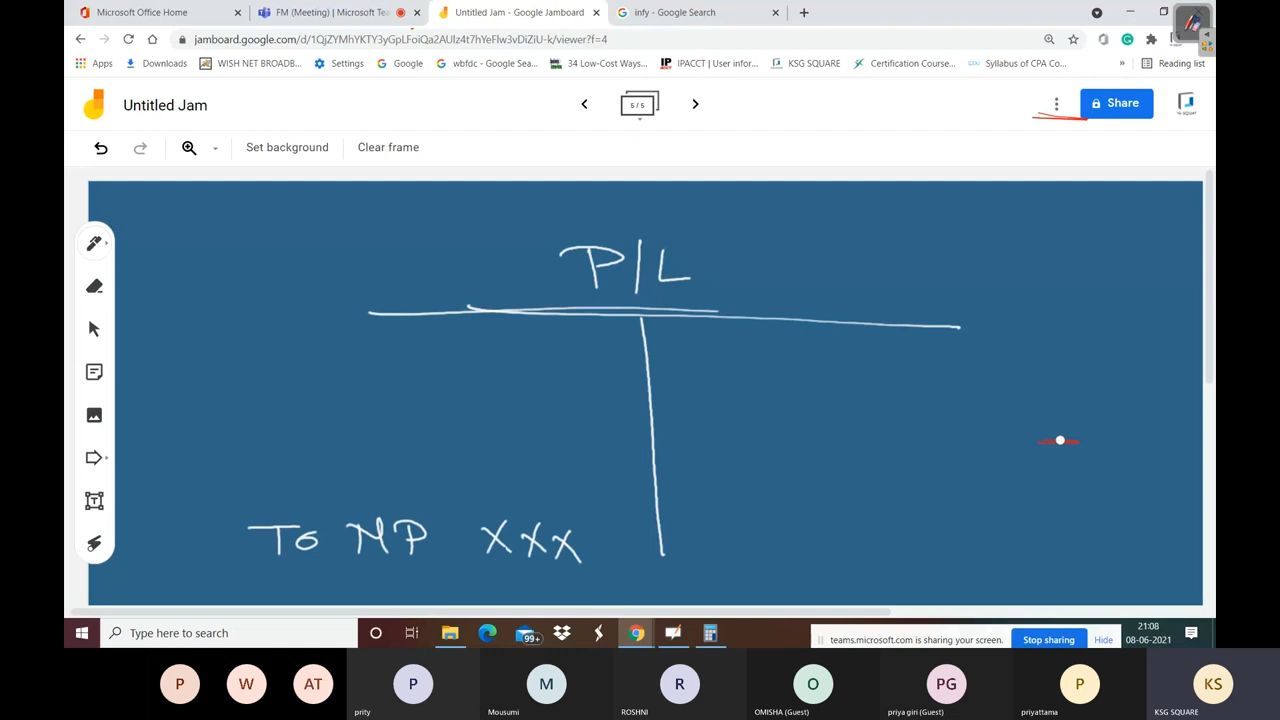 Microsoft Office Home
FM (Meeting) | Microsoft Tea
Untitled Jam - Google Jamboard
infy - Google Search
jamboard.google.com/d/1QjZYMhYKTY3yGpLFoiQa2AUlz4t7hYeFlw3vDiZiU-k/viewer?f=4
Apps
Downloads
WISH NET BROADB...
Settings
Google
wbfdc - Google Sea...
34 Low-Cost Ways...
IPACCT | User infor...
KSG SQUARE
Certification Course...
Syllabus of CPA Co...
»
Reading list
Untitled Jam
5 / 5
Share
Set background
Clear frame
P/L
To NP XXX
Type here to search
99+
teams.microsoft.com is sharing your screen.
Stop sharing
Hide
21:08
08-06-2021
P
W
AT
P
M
R
O
PG
P
KS
prity
Mousumi
ROSHNI
OMISHA (Guest)
priya giri (Guest)
priyattama
KSG SQUARE